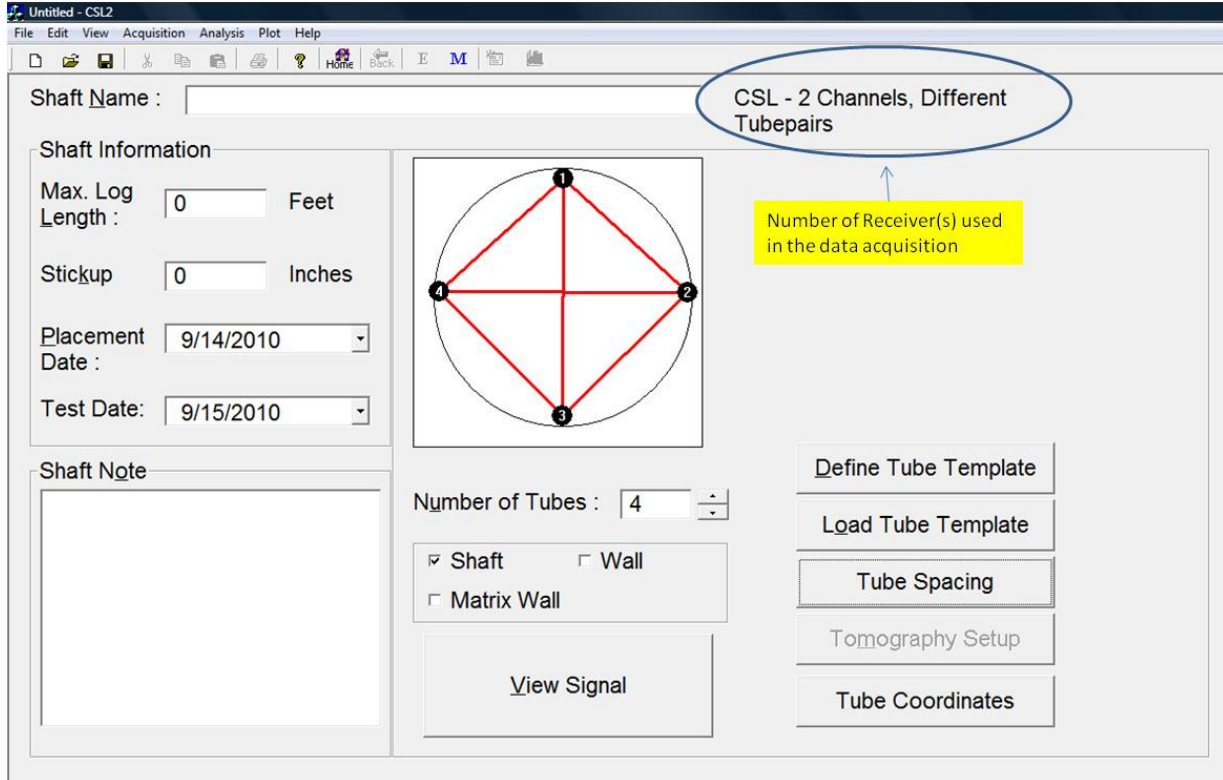 Untitled - CSL2
File Edit View Acquisition Analysis Plot Help
Home Back E M
Shaft Name :
CSL - 2 Channels, Different
Tubepairs
Shaft Information
Max. Log
Length :
0
Feet
Stickup
0
Inches
Placement
Date :
9/14/2010
Test Date:
9/15/2010
Shaft Note
1
2
3
4
Number of Receiver(s) used
in the data acquisition
Number of Tubes :
4
Shaft
Wall
Matrix Wall
View Signal
Define Tube Template
Load Tube Template
Tube Spacing
Tomography Setup
Tube Coordinates